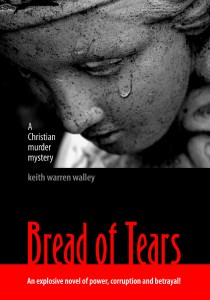 A
Christian
murder
mystery
keith warren walley
Bread of Tears
An explosive novel of power, corruption and betrayal!